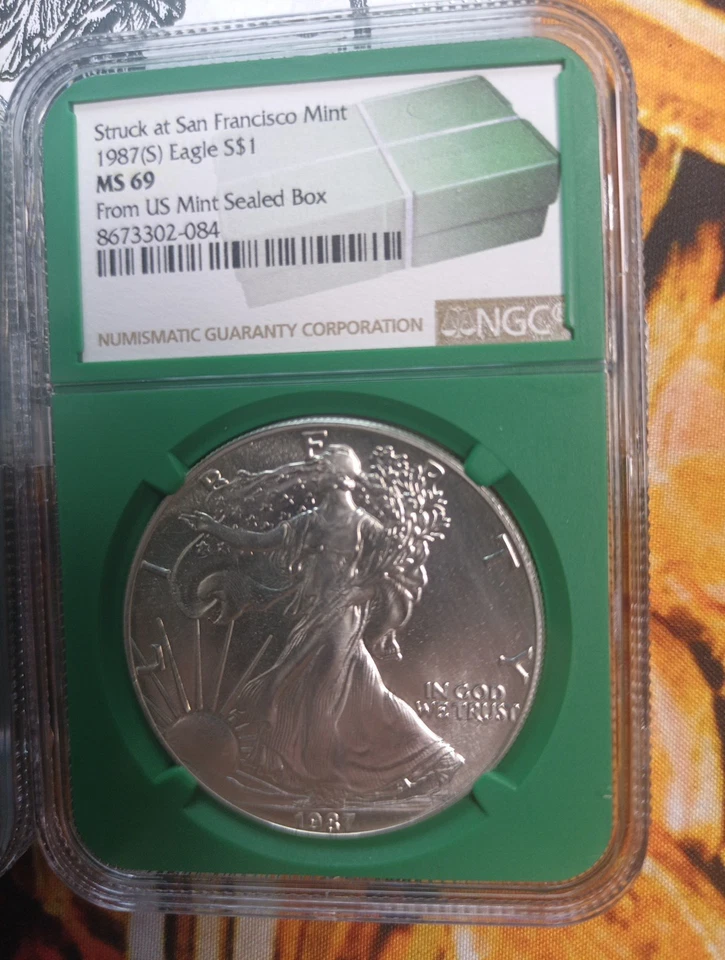 Struck at San Francisco Mint
1987(S) Eagle S$1
MS 69
From US Mint Sealed Box
8673302-084
NUMISMATIC GUARANTY CORPORATION
NGC
LIBERTY
IN GOD
WE TRUST
1987